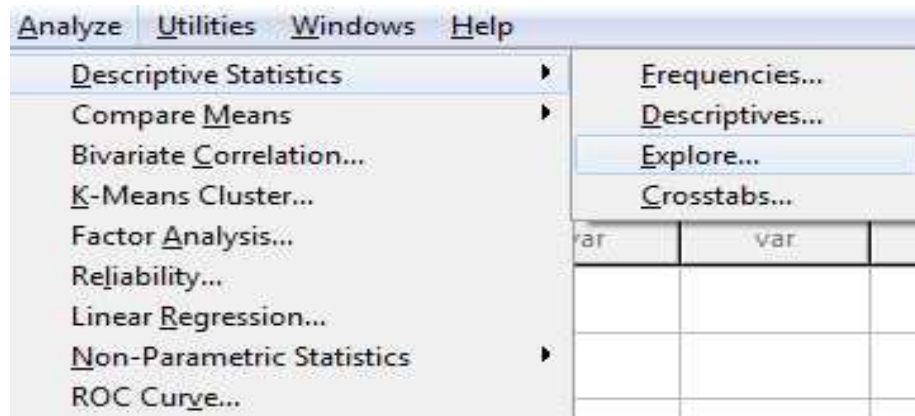 Analyze Utilities Windows Help
Descriptive Statistics
Compare Means
Bivariate Correlation...
K-Means Cluster...
Factor Analysis...
Reliability...
Linear Regression...
Non-Parametric Statistics
ROC Curve...
Frequencies...
Descriptives...
Explore...
Crosstabs...
var var